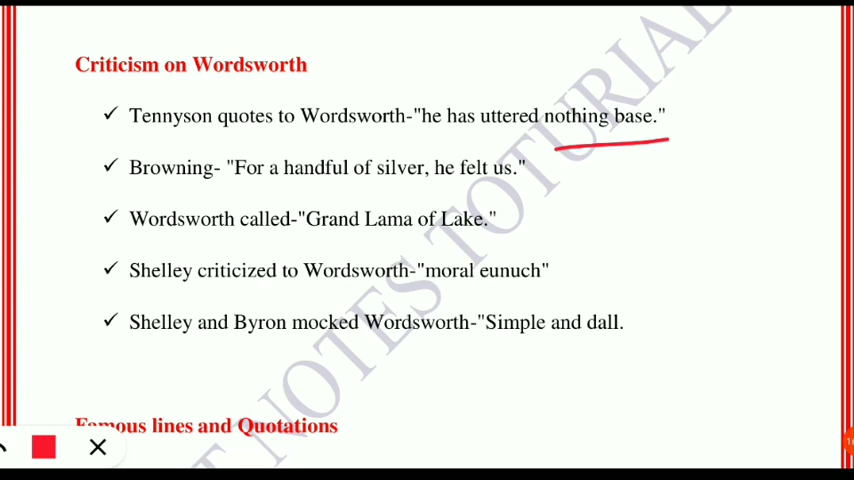 Criticism on Wordsworth
✓ Tennyson quotes to Wordsworth-"he has uttered nothing base."
✓ Browning- "For a handful of silver, he felt us."
✓ Wordsworth called-"Grand Lama of Lake."
✓ Shelley criticized to Wordsworth-"moral eunuch"
✓ Shelley and Byron mocked Wordsworth-"Simple and dall.
Famous lines and Quotations
NOTES TOTURIAL